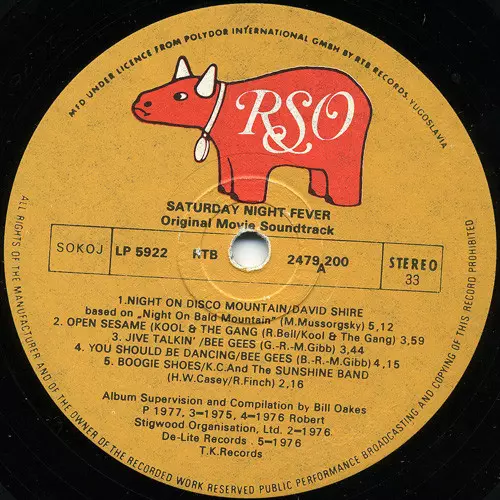 MFD UNDER LICENCE FROM POLYDOR INTERNATIONAL GMBH BY RTB RECORDS, YUGOSLAVIA
RSO
SATURDAY NIGHT FEVER
Original Movie Soundtrack
SOKOJ LP 5922 RTB 2479,200 STEREO
A 33
1.NIGHT ON DISCO MOUNTAIN/DAVID SHIRE
based on „Night On Bald Mountain" (M.Mussorgsky) 5,12
2. OPEN SESAME (KOOL & THE GANG (R.Bell/Kool & The Gang) 3,59
3. JIVE TALKIN' /BEE GEES (G.-R.-M.Gibb) 3,44
4. YOU SHOULD BE DANCING/BEE GEES (B.-R.-M.Gibb) 4,15
5. BOOGIE SHOES/K.C.And The SUNSHINE BAND
(H.W.Casey/R.Finch) 2,16
Album Supervision and Compilation by Bill Oakes
P 1977, 3=1975, 4=1976 Robert
Stigwood Organisation, Ltd. 2=1976.
De-Lite Records . 5=1976
T.K.Records
ALL RIGHTS OF THE MANUFACTURER AND OF THE OWNER OF THE RECORDED WORK RESERVED PUBLIC PERFORMANCE BROADCASTING AND COPYING OF THIS RECORD